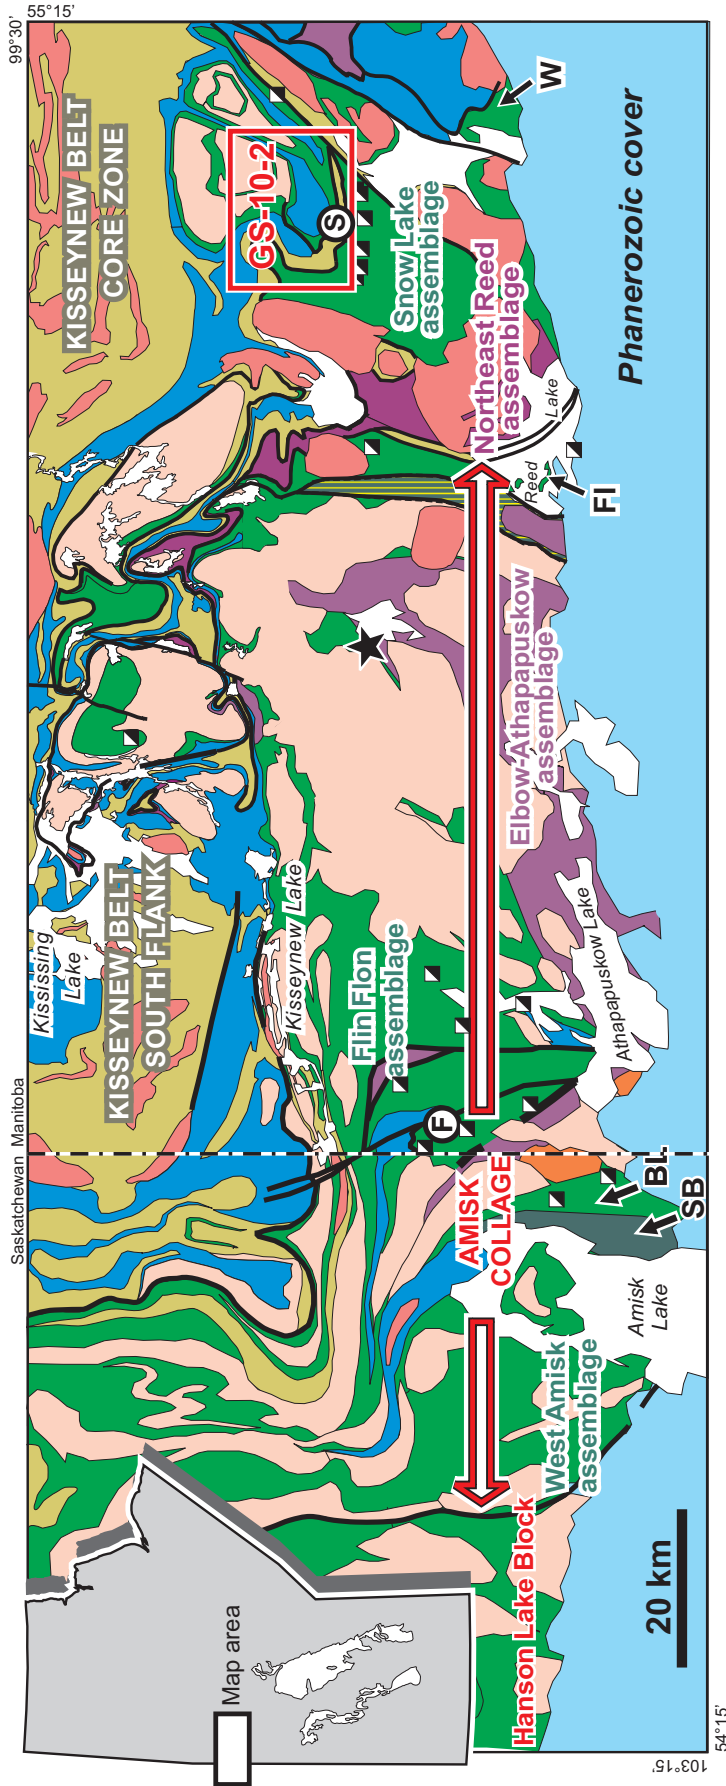 99°30'
55°15'
Saskatchewan Manitoba
KISSEYNEW BELT
CORE ZONE
KISSEYNEW BELT
SOUTH FLANK
Kississing
Lake
Kisseynew Lake
GS-10-2
S
Snow Lake
assemblage
W
Northeast Reed
assemblage
Reed
Lake
FI
Phanerozoic cover
Elbow-Athapapuskow
assemblage
Flin Flon
assemblage
F
Athapapuskow Lake
AMISK
COLLAGE
BL
SB
Amisk
Lake
West Amisk
assemblage
Hanson Lake Block
Map area
20 km
103°15'
54°15'